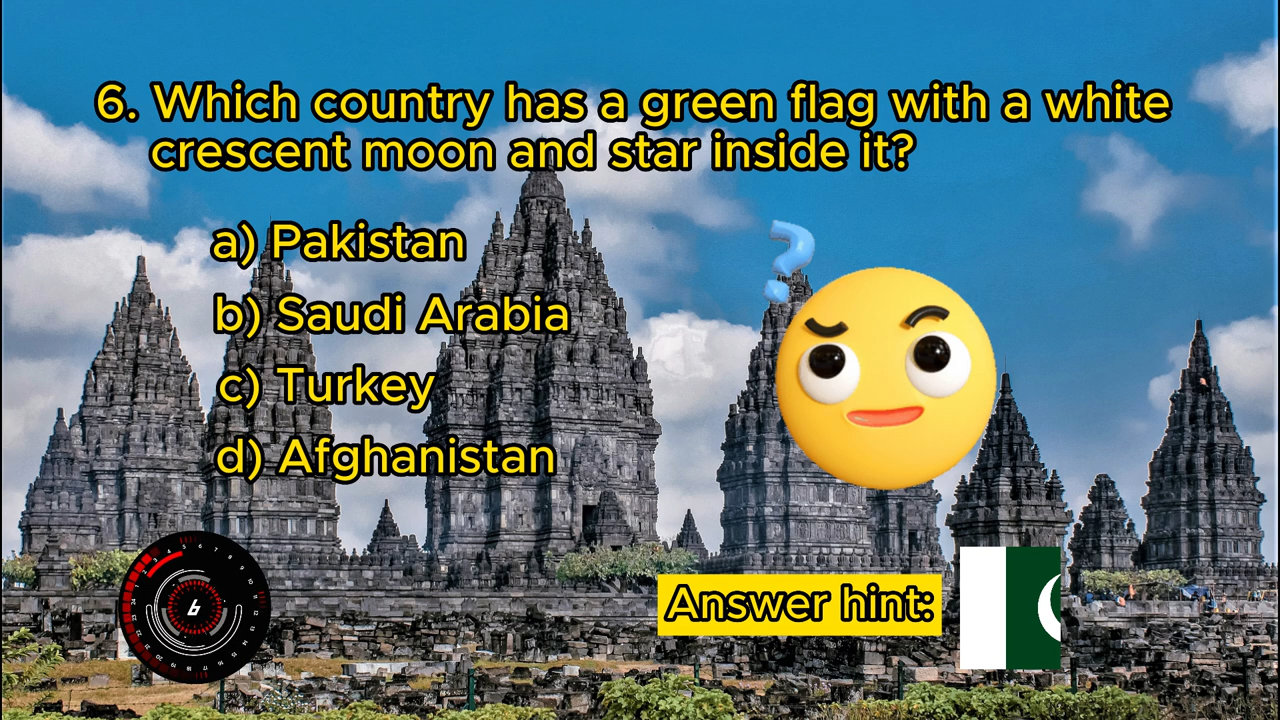 6. Which country has a green flag with a white
crescent moon and star inside it?
a) Pakistan
b) Saudi Arabia
c) Turkey
d) Afghanistan
?
6
Answer hint: